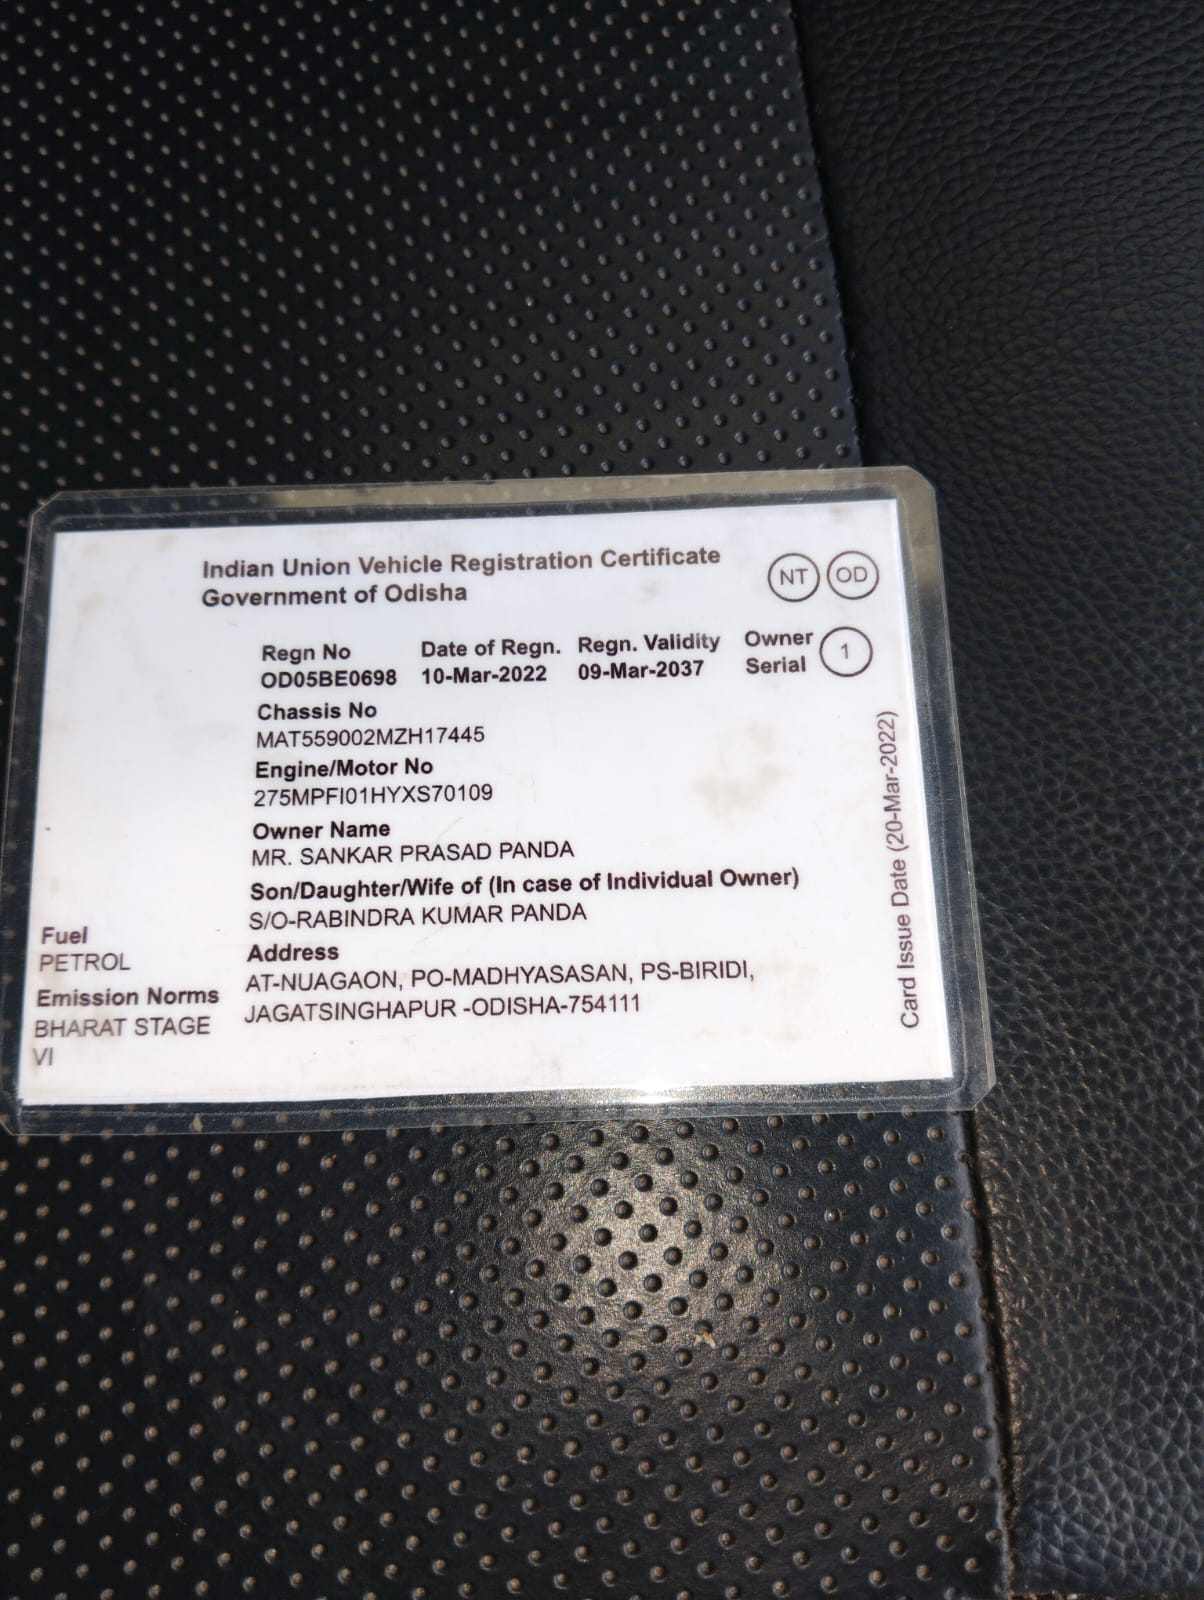 Indian Union Vehicle Registration Certificate
Government of Odisha
NT OD
Regn No Date of Regn. Regn. Validity Owner Serial 1
OD05BE0698 10-Mar-2022 09-Mar-2037
Chassis No
MAT559002MZH17445
Engine/Motor No
275MPFI01HYXS70109
Owner Name
MR. SANKAR PRASAD PANDA
Son/Daughter/Wife of (In case of Individual Owner)
S/O-RABINDRA KUMAR PANDA
Address
AT-NUAGAON, PO-MADHYASASAN, PS-BIRIDI,
JAGATSINGHAPUR -ODISHA-754111
Fuel
PETROL
Emission Norms
BHARAT STAGE
VI
Card Issue Date (20-Mar-2022)